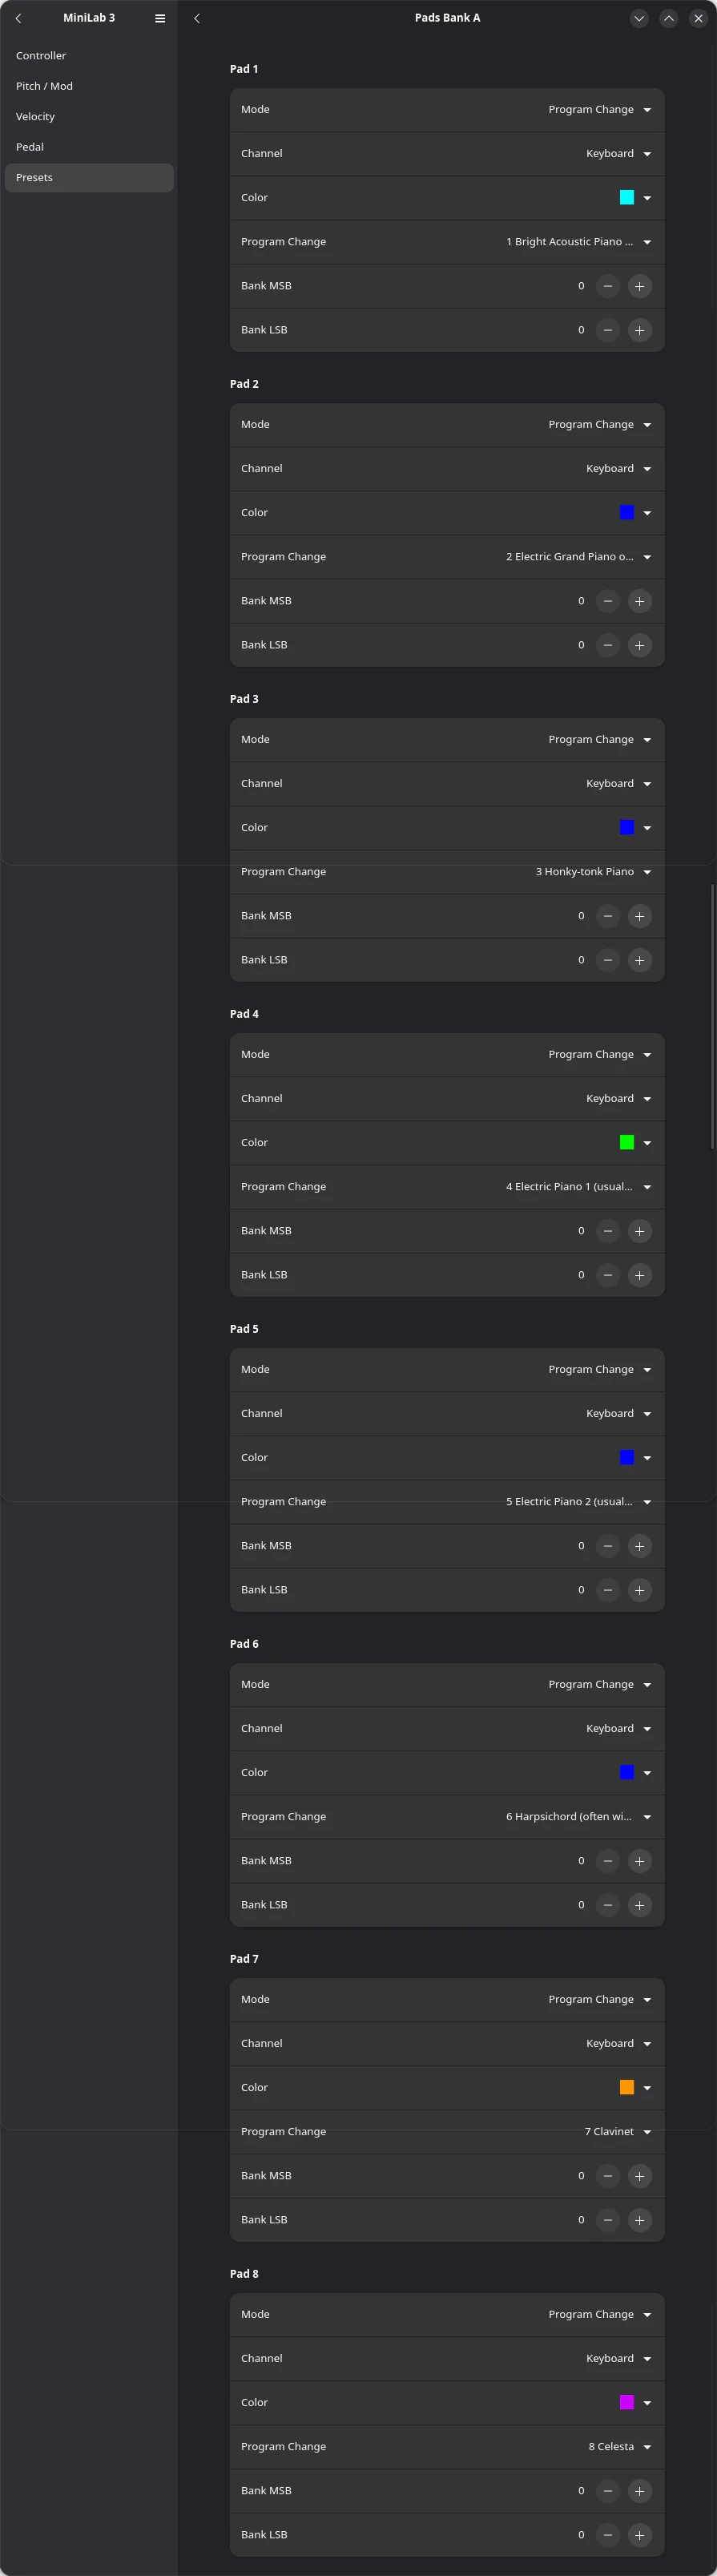 MiniLab 3
Pads Bank A
Controller
Pitch / Mod
Velocity
Pedal
Presets
Pad 1
Mode Program Change
Channel Keyboard
Color
Program Change 1 Bright Acoustic Piano ...
Bank MSB 0
Bank LSB 0
Pad 2
Mode Program Change
Channel Keyboard
Color
Program Change 2 Electric Grand Piano o...
Bank MSB 0
Bank LSB 0
Pad 3
Mode Program Change
Channel Keyboard
Color
Program Change 3 Honky-tonk Piano
Bank MSB 0
Bank LSB 0
Pad 4
Mode Program Change
Channel Keyboard
Color
Program Change 4 Electric Piano 1 (usual...
Bank MSB 0
Bank LSB 0
Pad 5
Mode Program Change
Channel Keyboard
Color
Program Change 5 Electric Piano 2 (usual...
Bank MSB 0
Bank LSB 0
Pad 6
Mode Program Change
Channel Keyboard
Color
Program Change 6 Harpsichord (often wi...
Bank MSB 0
Bank LSB 0
Pad 7
Mode Program Change
Channel Keyboard
Color
Program Change 7 Clavinet
Bank MSB 0
Bank LSB 0
Pad 8
Mode Program Change
Channel Keyboard
Color
Program Change 8 Celesta
Bank MSB 0
Bank LSB 0